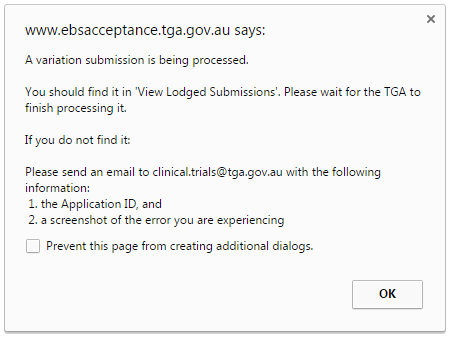 www.ebsacceptance.tga.gov.au says:
A variation submission is being processed.
You should find it in 'View Lodged Submissions'. Please wait for the TGA to
finish processing it.
If you do not find it:
Please send an email to clinical.trials@tga.gov.au with the following
information:
1. the Application ID, and
2. a screenshot of the error you are experiencing
Prevent this page from creating additional dialogs.
OK